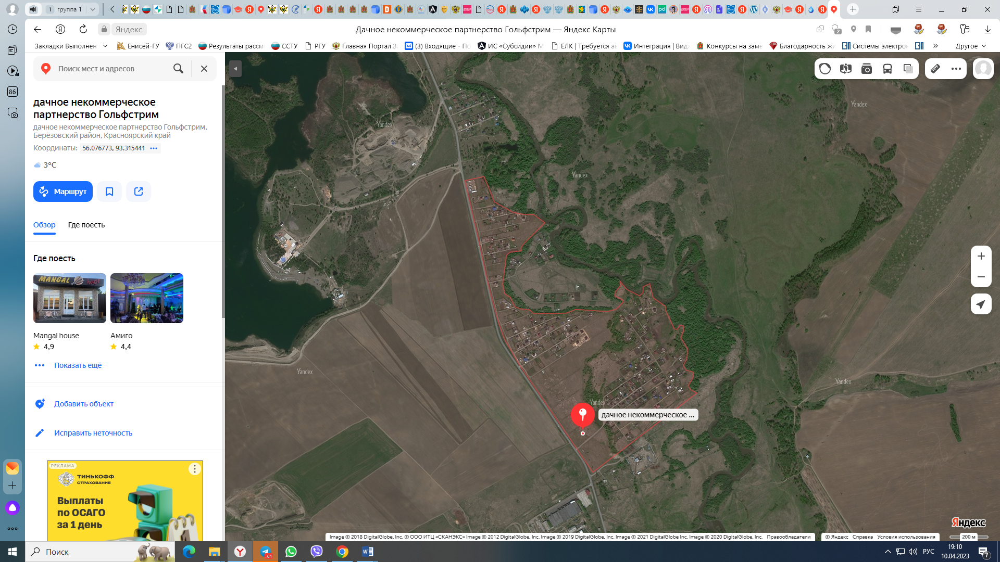 1 группа 1
Яндекс
Дачное некоммерческое партнерство Гольфстрим — Яндекс Карты
2
Закладки Выполнен
Енисей-ГУ
ПГС2
Результаты рассм
ССТУ
РГУ
Главная Портал З
(3) Входящие - По
ИС «Субсидии» М
ЕЛК | Требуется ав
Интеграция | Вид
Конкурсы на заме
Благодарность жи
Системы электрон
Другое
86
Поиск мест и адресов
дачное некоммерческое
партнерство Гольфстрим
дачное некоммерческое партнерство Гольфстрим,
Берёзовский район, Красноярский край
Координаты: 56.076773, 93.315441
3°C
Маршрут
Обзор
Где поесть
Где поесть
MANGAL house
Mangal house
4,9
Амиго
4,4
Показать ещё
Добавить объект
Исправить неточность
РЕКЛАМА
ТИНЬКОФФ
СТРАХОВАНИЕ
Выплаты
по ОСАГО
за 1 день
Yandex
Yandex
Yandex
Yandex
Yandex
Yandex
дачное некоммерческое ...
Яндекс
Image © 2018 DigitalGlobe, Inc. © ООО ИТЦ «СКАНЭКС» Image © 2012 DigitalGlobe, Inc. Image © 2019 DigitalGlobe, Inc. Image © 2021 DigitalGlobe Inc. Image © 2020 DigitalGlobe, Inc. Правообладатели
© Яндекс Справка Условия использования
200 м
Поиск
61
РУС
19:10
10.04.2023
7